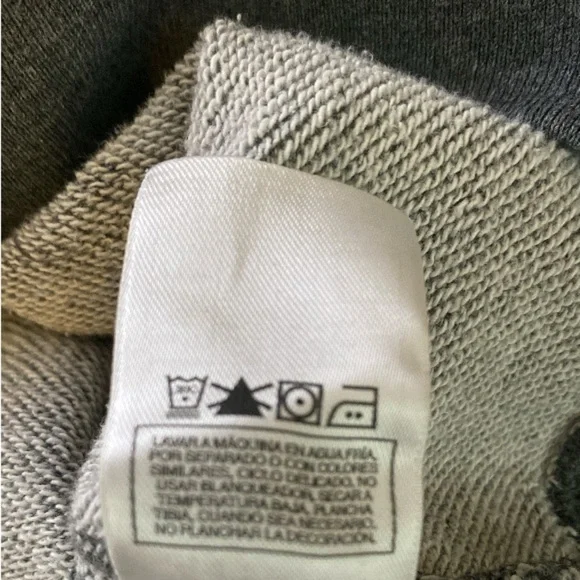 LAVAR A MÁQUINA EN AGUA FRÍA,
POR SEPARADO O CON COLORES
SIMILARES, CICLO DELICADO, NO
USAR BLANQUEADOR, SECAR A
TEMPERATURA BAJA, PLANCHA
TIBIA, CUANDO SEA NECESARIO,
NO PLANCHAR LA DECORACIÓN